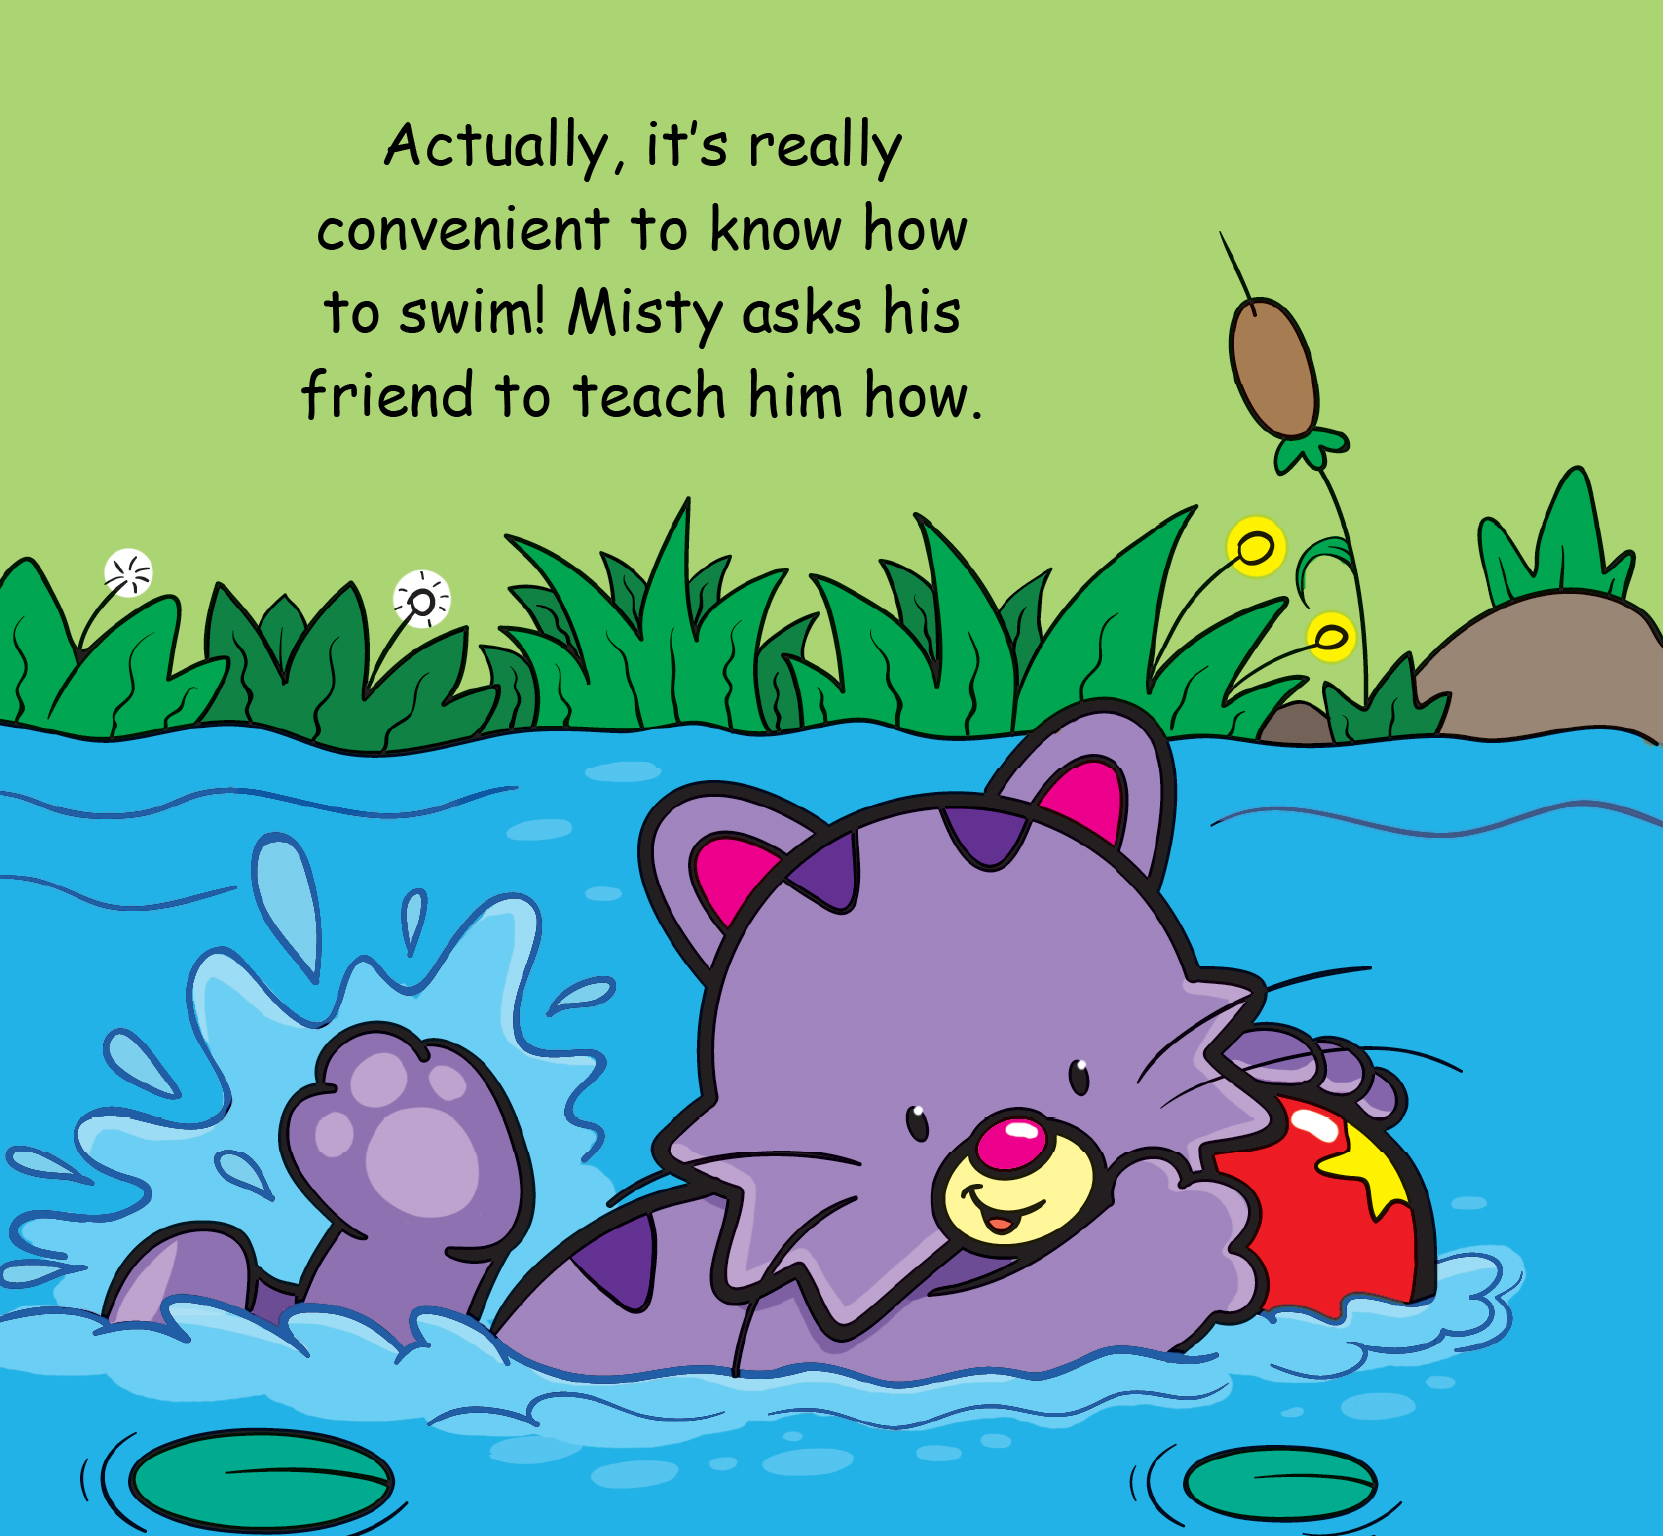 Actually, it's really
convenient to know how
to swim! Misty asks his
friend to teach him how.